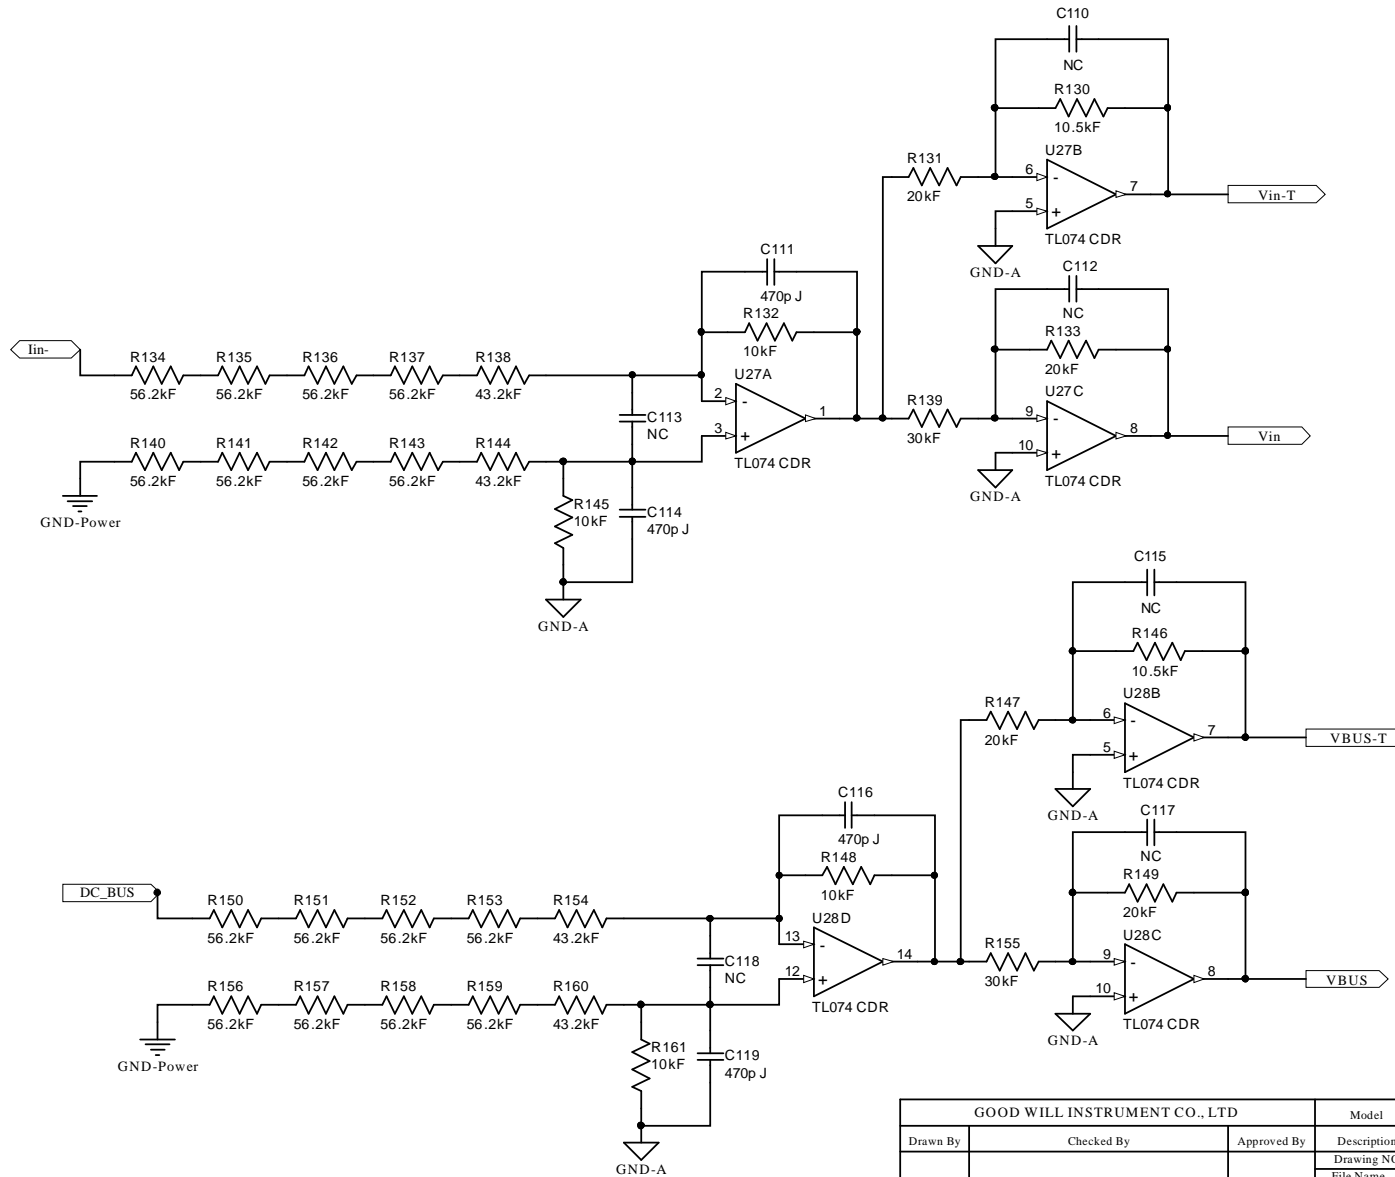 C110
NC
R130
10.5kF
U27B
R131
20kF
6
7
5
TL074 CDR
GND-A
Vin-T
C111
470p J
R132
10kF
C112
NC
R133
20kF
U27C
Iin-
R134 R135 R136 R137 R138
56.2kF 56.2kF 56.2kF 56.2kF 43.2kF
U27A
2
1
3
TL074 CDR
C113
NC
R139
30kF
9
8
10
TL074 CDR
GND-A
Vin
R140 R141 R142 R143 R144
56.2kF 56.2kF 56.2kF 56.2kF 43.2kF
GND-Power
R145
10kF
C114
470p J
GND-A
C115
NC
R146
10.5kF
U28B
R147
20kF
6
7
5
TL074 CDR
GND-A
VBUS-T
C116
470p J
R148
10kF
C117
NC
R149
20kF
U28C
DC_BUS
R150 R151 R152 R153 R154
56.2kF 56.2kF 56.2kF 56.2kF 43.2kF
U28D
13
14
12
TL074 CDR
C118
NC
R155
30kF
9
8
10
TL074 CDR
GND-A
VBUS
R156 R157 R158 R159 R160
56.2kF 56.2kF 56.2kF 56.2kF 43.2kF
GND-Power
R161
10kF
C119
470p J
GND-A
GOOD WILL INSTRUMENT CO., LTD
Model
Drawn By Checked By Approved By
Description
Drawing NO
File Name